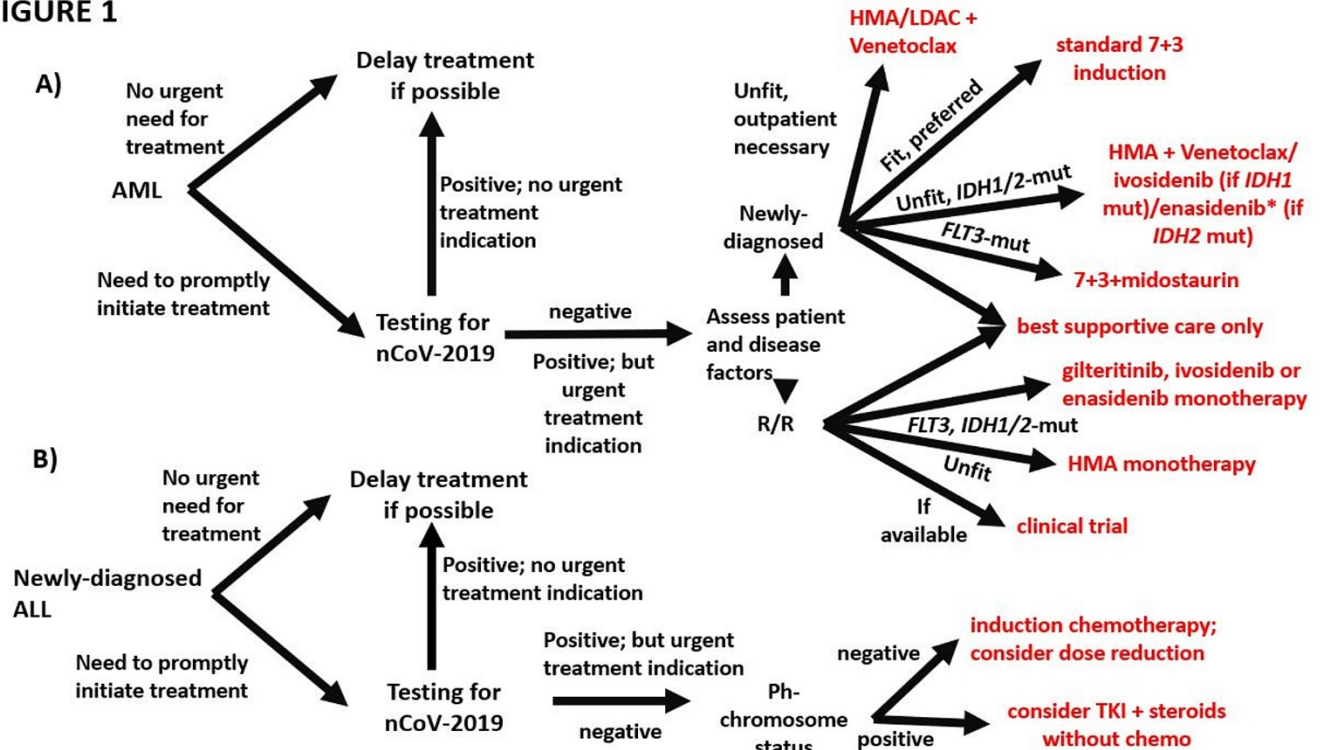 IGURE 1
A)
No urgent
need for
treatment
Delay treatment
if possible
AML
Positive; no urgent
treatment
indication
Need to promptly
initiate treatment
Testing for
nCoV-2019
negative
Positive; but
urgent
treatment
indication
Assess patient
and disease
factors
Newly-
diagnosed
R/R
Unfit,
outpatient
necessary
HMA/LDAC +
Venetoclax
Fit, preferred
standard 7+3
induction
Unfit, IDH1/2-mut
HMA + Venetoclax/
ivosidenib (if IDH1
mut)/enasidenib* (if
IDH2 mut)
FLT3-mut
7+3+midostaurin
best supportive care only
gilteritinib, ivosidenib or
enasidenib monotherapy
FLT3, IDH1/2-mut
Unfit
HMA monotherapy
If
available
clinical trial
B)
No urgent
need for
treatment
Delay treatment
if possible
Newly-diagnosed
ALL
Positive; no urgent
treatment indication
Need to promptly
initiate treatment
Testing for
nCoV-2019
Positive; but urgent
treatment indication
negative
Ph-
chromosome
status
negative
induction chemotherapy;
consider dose reduction
positive
consider TKI + steroids
without chemo